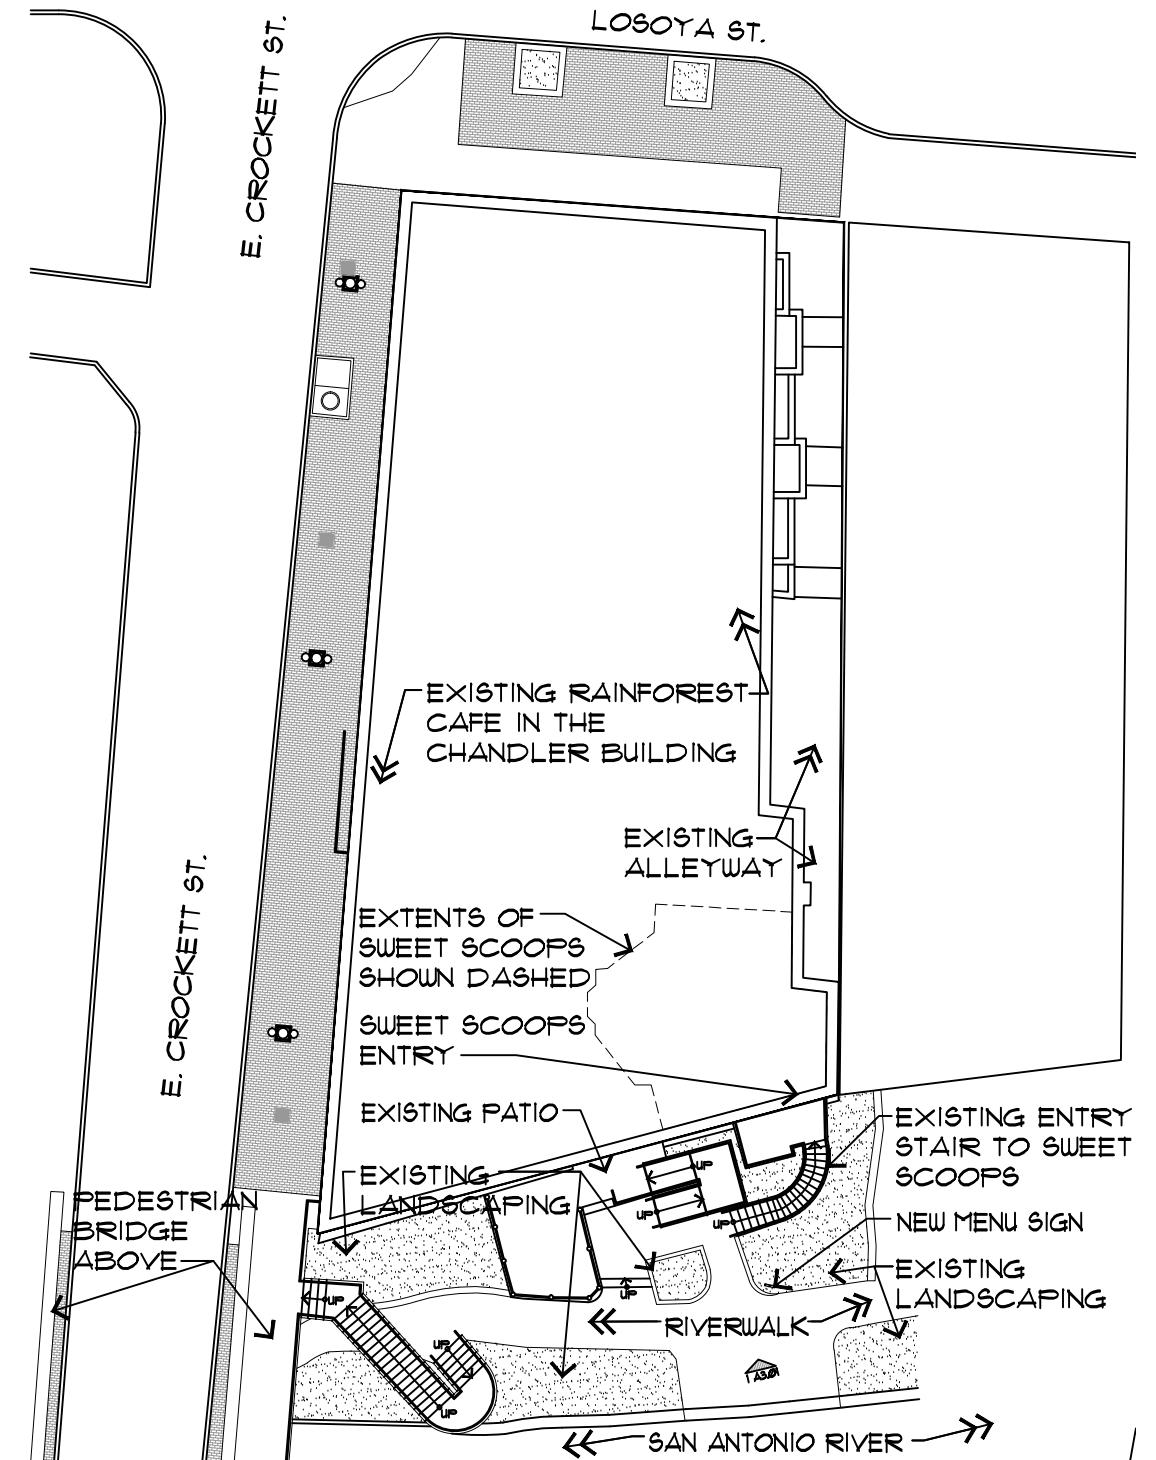 LOSOYA ST.
E. CROCKETT ST.
EXISTING RAINFOREST
CAFE IN THE
CHANDLER BUILDING
EXISTING
ALLEYWAY
E. CROCKETT ST.
EXTENTS OF
SWEET SCOOPS
SHOWN DASHED
SWEET SCOOPS
ENTRY
EXISTING PATIO
EXISTING ENTRY
STAIR TO SWEET
SCOOPS
EXISTING
LANDSCAPING
PEDESTRIAN
BRIDGE
ABOVE
UP
UP
UP
NEW MENU SIGN
EXISTING
LANDSCAPING
UP
UP
RIVERWALK
UP
A3.01
UP
SAN ANTONIO RIVER